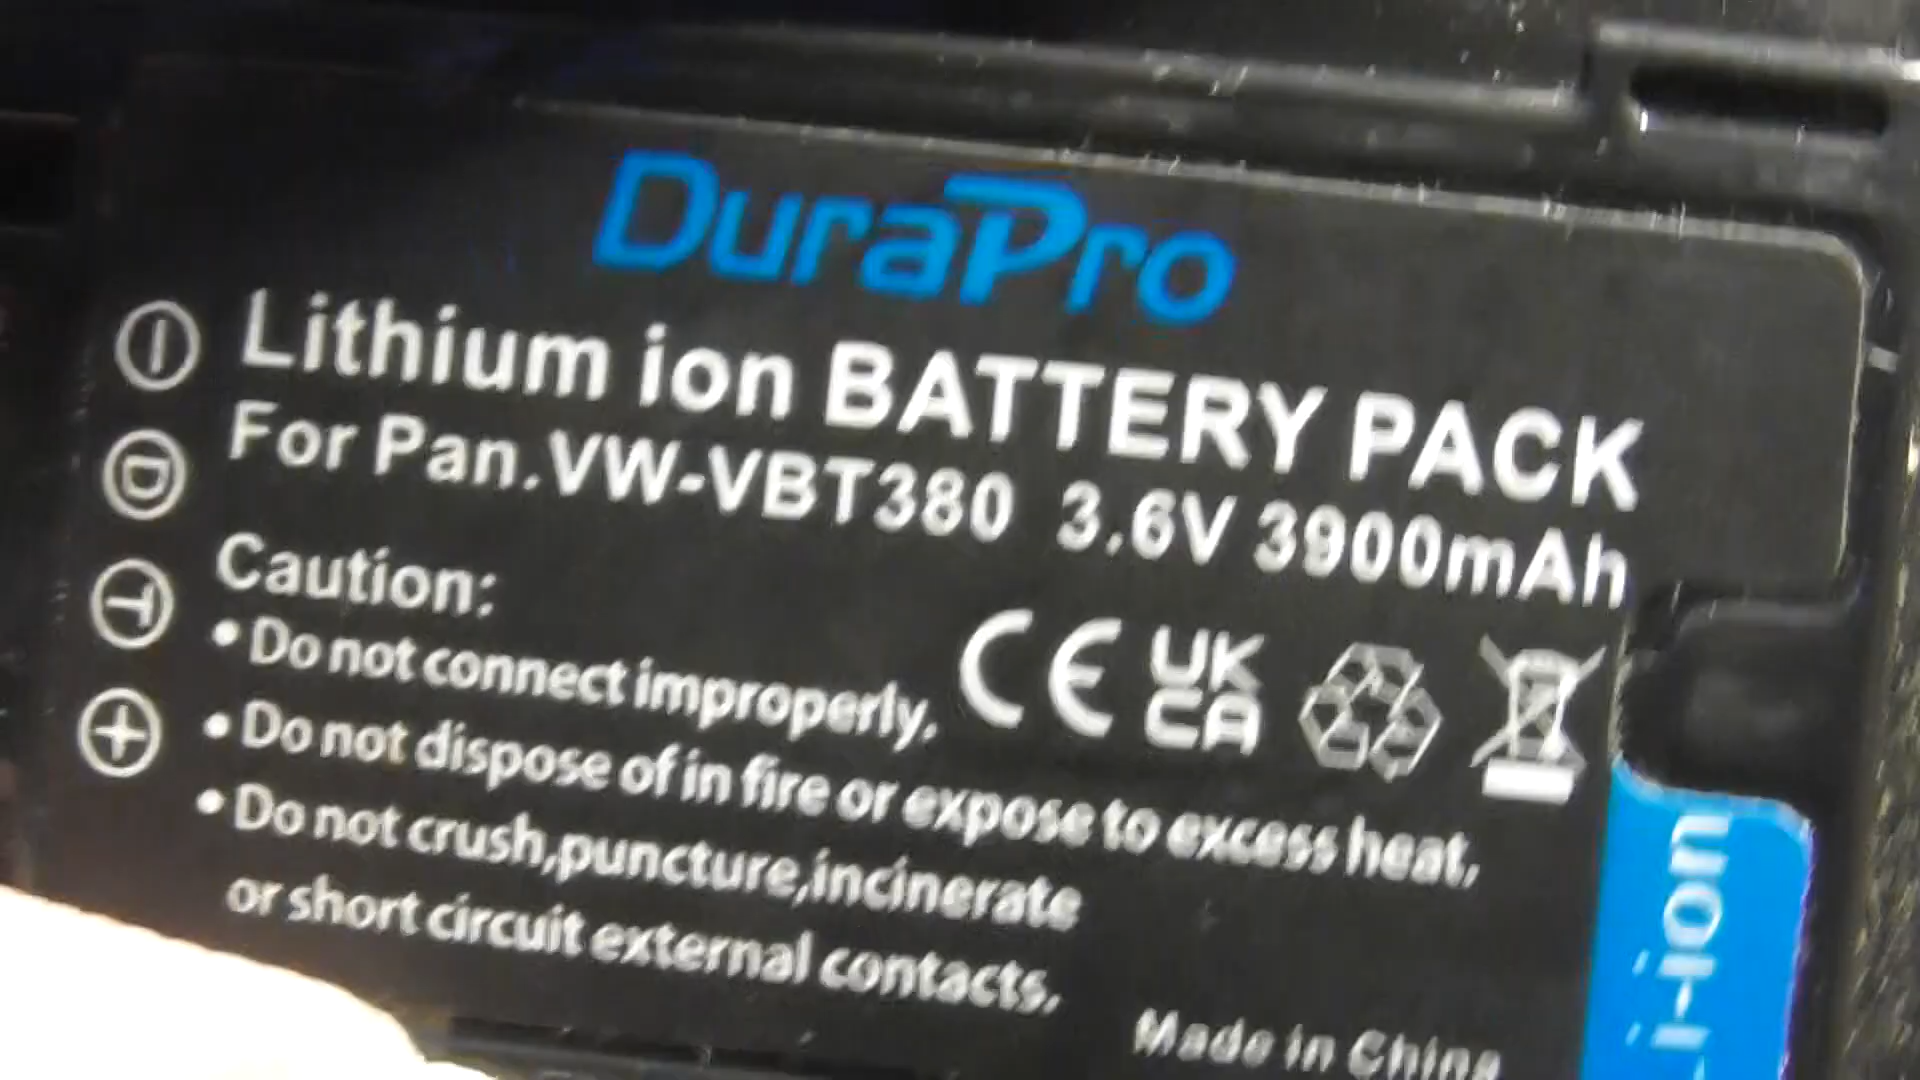 DuraPro
Lithium ion BATTERY PACK
For Pan.VW-VBT380 3.6V 3900mAh
D
T
Caution:
• Do not connect improperly,
CE UK CA
• Do not dispose of in fire or expose to excess heat,
• Do not crush,puncture,incinerate
or short circuit external contacts,
Made in China
i-ion